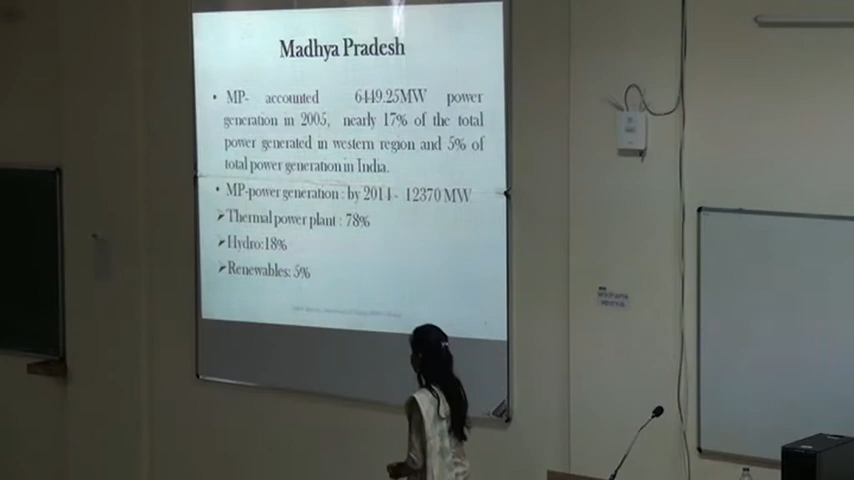 Madhya Pradesh
• MP- accounted 6449.25MW power
generation in 2005, nearly 17% of the total
power generated in western region and 5% of
total power generation in India.
• MP-power generation : by 2014 - 12370 MW
➢Thermal power plant : 78%
➢Hydro:18%
➢Renewables: 5%